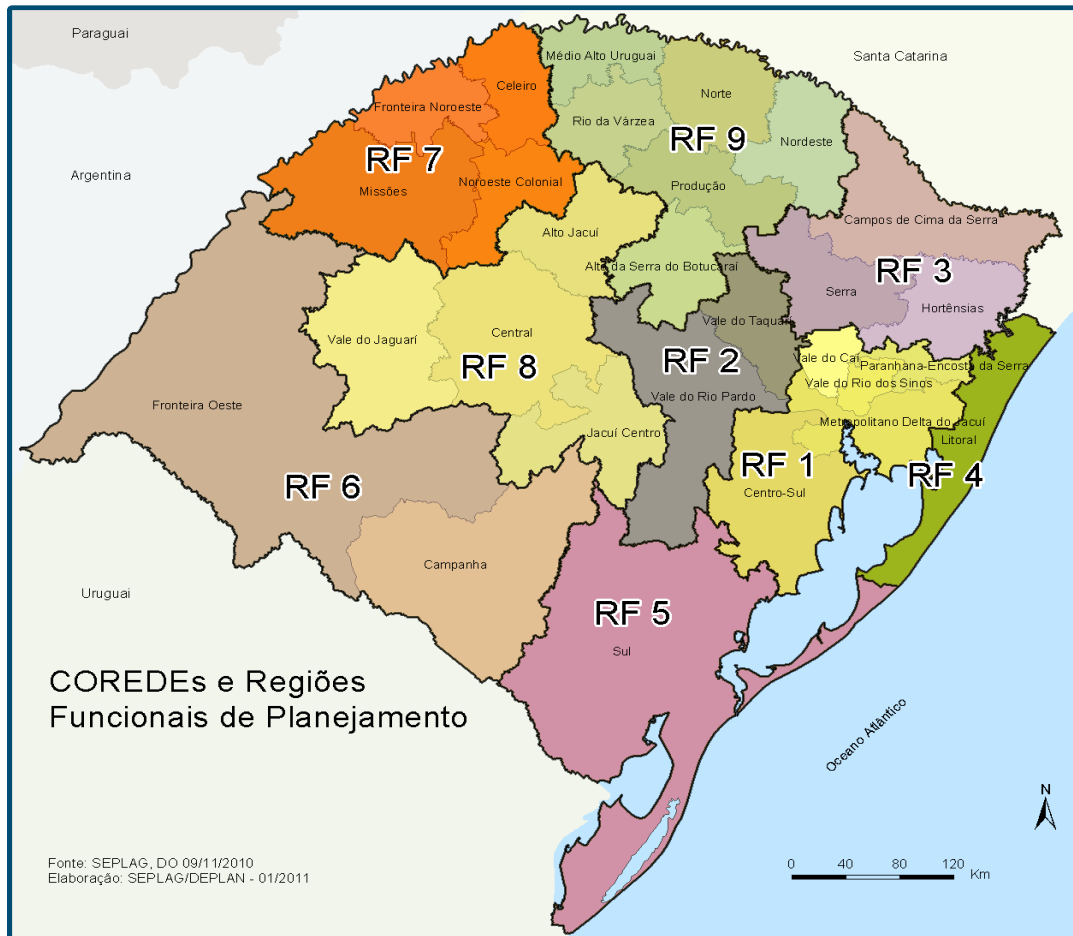 Paraguai
Santa Catarina
Médio Alto Uruguai
Celeiro
Norte
Fronteira Noroeste
Rio da Várzea
RF 9
Nordeste
RF 7
Argentina
Missões
Noroeste Colonial
Produção
Campos de Cima da Serra
Alto Jacuí
Alto da Serra do Botucaraí
RF 3
Serra
Hortênsias
Vale do Taquari
Vale do Jaguarí
Central
RF 8
RF 2
Vale do Caí
Paranhana-Encosta da Serra
Fronteira Oeste
Vale do Rio Pardo
Vale do Rio dos Sinos
Metropolitano Delta do Jacuí
Jacuí Centro
Litoral
RF 6
RF 1
RF 4
Centro-Sul
Campanha
Uruguai
RF 5
Sul
COREDEs e Regiões
Funcionais de Planejamento
Oceano Atlântico
N
Fonte: SEPLAG, DO 09/11/2010
Elaboração: SEPLAG/DEPLAN - 01/2011
0 40 80 120
Km